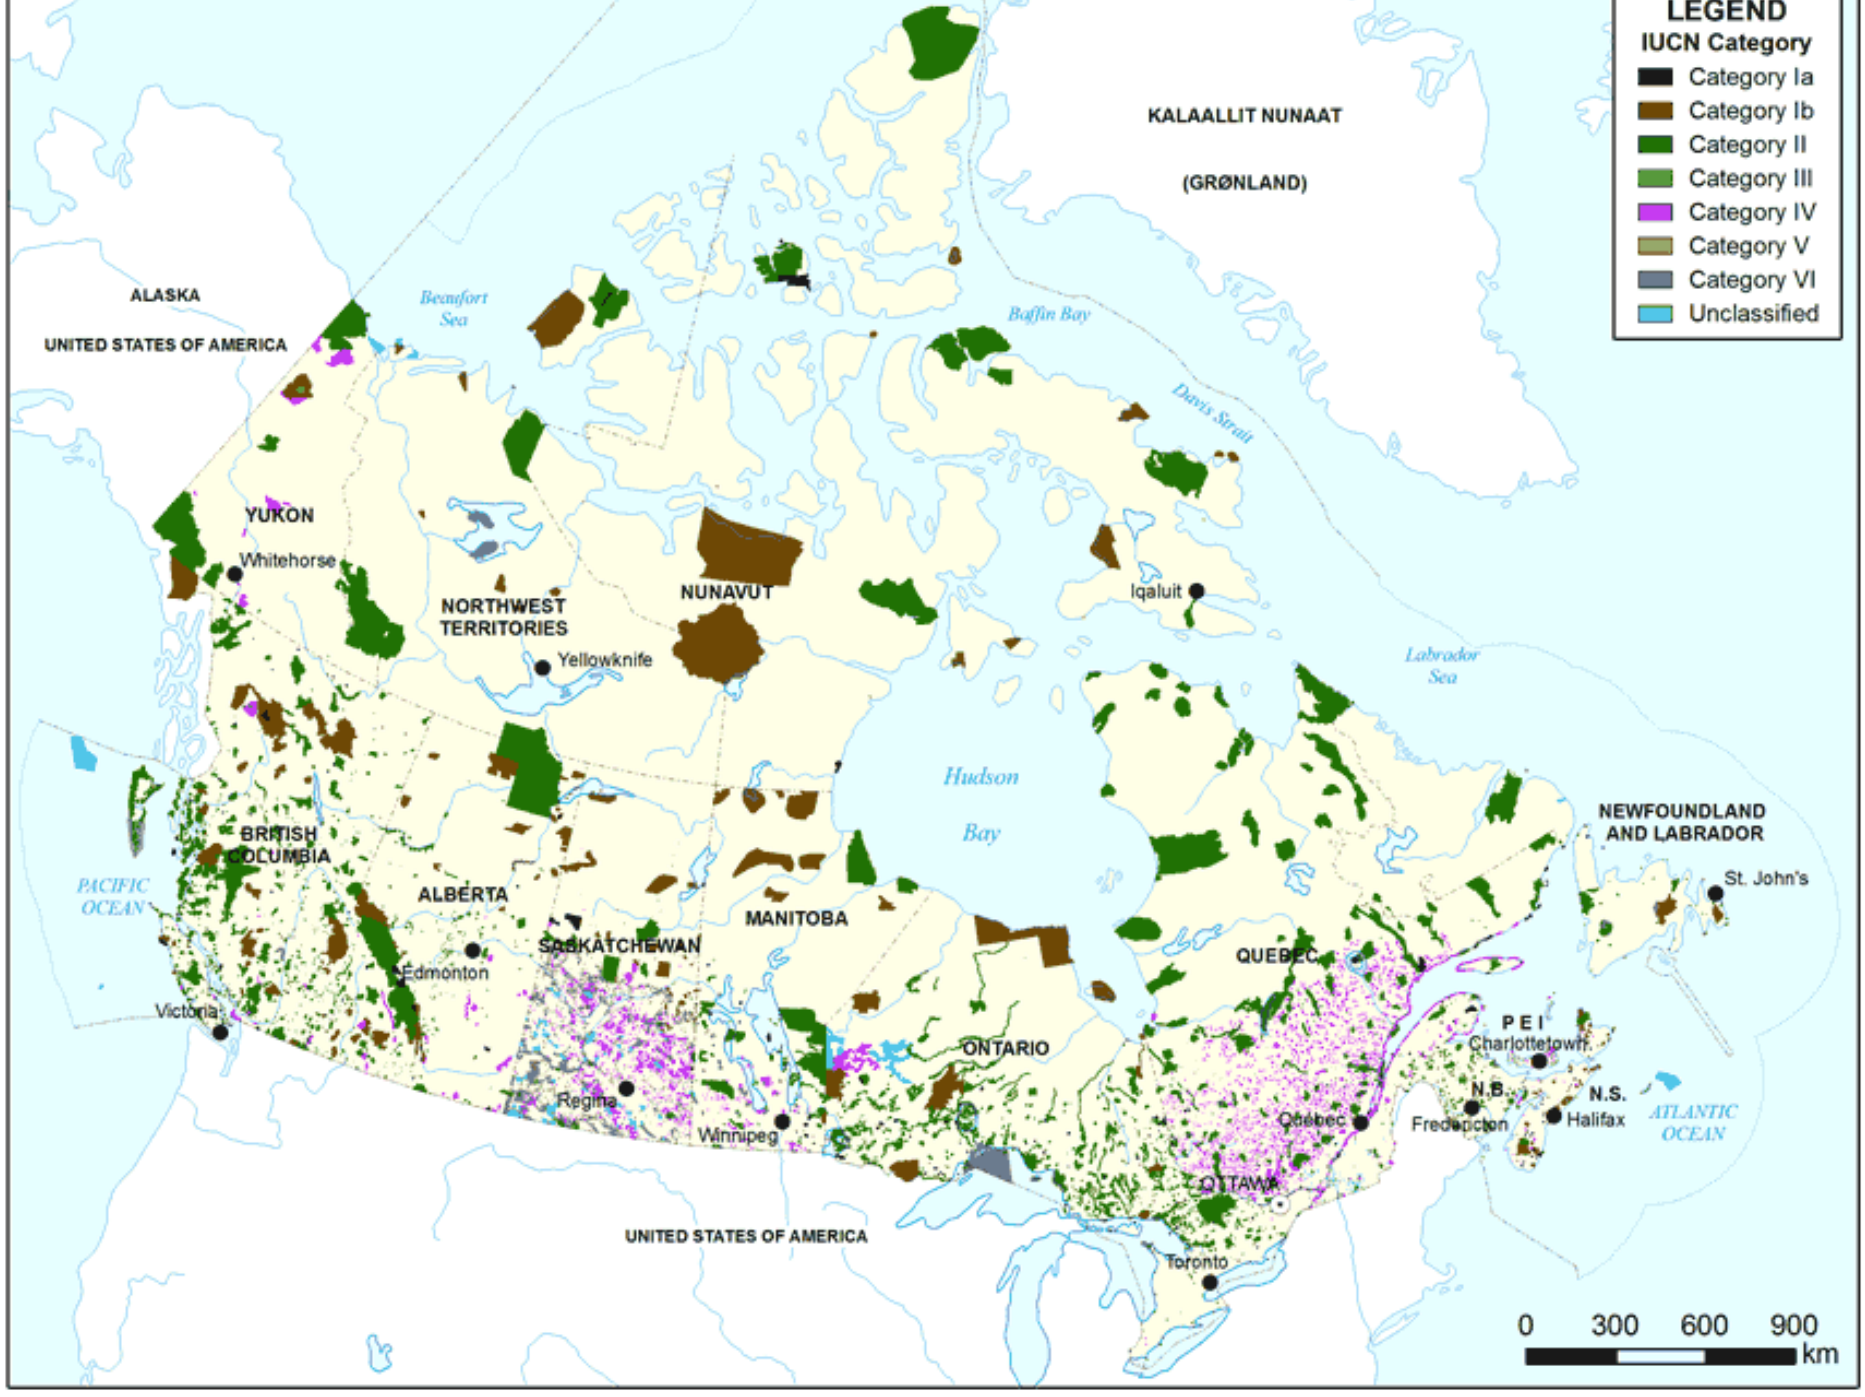 LEGEND
IUCN Category
Category Ia
Category Ib
Category II
Category III
Category IV
Category V
Category VI
Unclassified
KALAALLIT NUNAAT
(GRØNLAND)
ALASKA
UNITED STATES OF AMERICA
Beaufort
Sea
Baffin Bay
Davis Strait
YUKON
Whitehorse
NORTHWEST
TERRITORIES
Yellowknife
NUNAVUT
Iqaluit
Labrador
Sea
Hudson
Bay
BRITISH
COLUMBIA
PACIFIC
OCEAN
ALBERTA
Edmonton
SASKATCHEWAN
MANITOBA
QUEBEC
NEWFOUNDLAND
AND LABRADOR
St. John's
Victoria
Regina
Winnipeg
ONTARIO
Quebec
OTTAWA
Toronto
P E I
Charlottetown
N.B.
Fredericton
N.S.
Halifax
ATLANTIC
OCEAN
UNITED STATES OF AMERICA
0 300 600 900
km